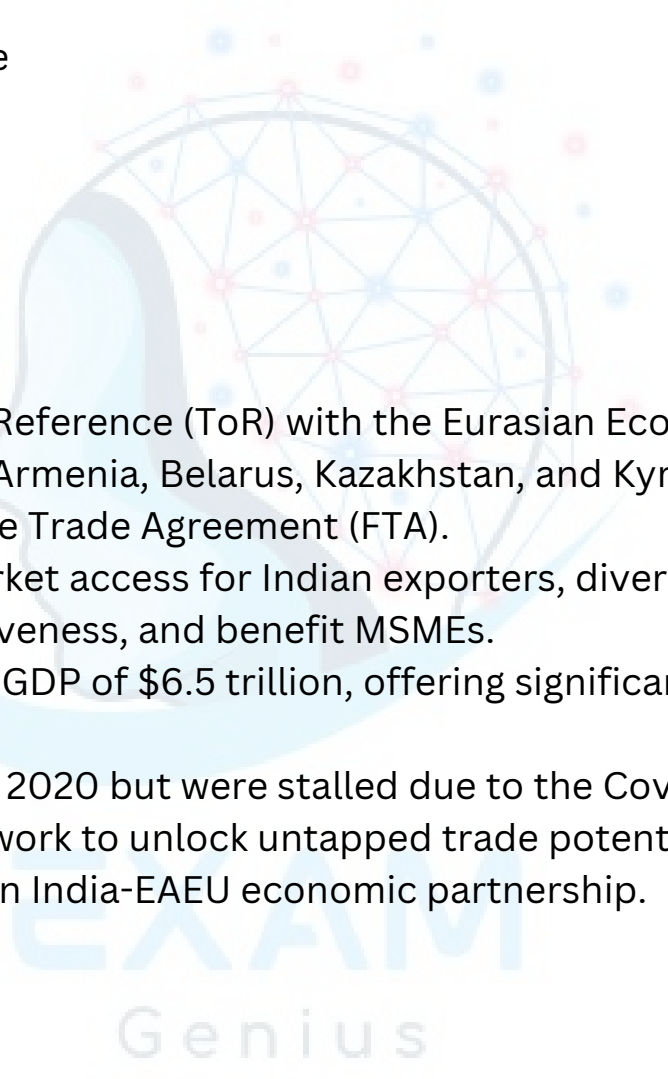 e
Reference (ToR) with the Eurasian Eco
Armenia, Belarus, Kazakhstan, and Kyr
e Trade Agreement (FTA).
rket access for Indian exporters, diver
veness, and benefit MSMEs.
GDP of $6.5 trillion, offering significa
2020 but were stalled due to the Cov
work to unlock untapped trade potent
n India-EAEU economic partnership.
EXAM
Genius